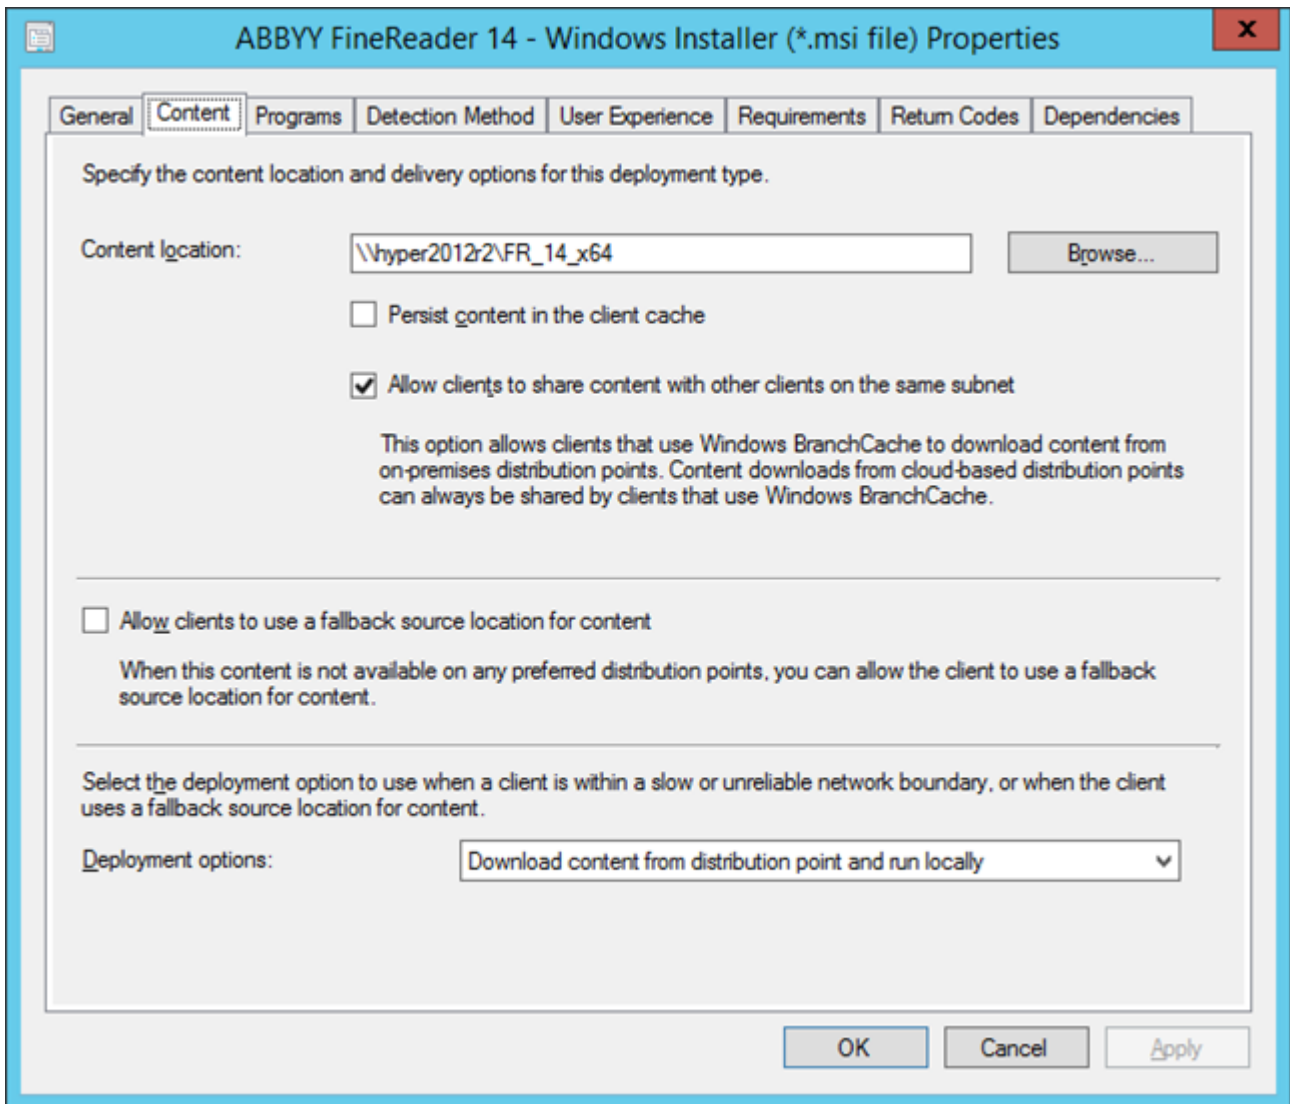 ABBYY FineReader 14 - Windows Installer (*.msi file) Properties
x
General Content Programs Detection Method User Experience Requirements Return Codes Dependencies
Specify the content location and delivery options for this deployment type.
Content location: \\hyper2012r2\FR_14_x64 Browse...
Persist content in the client cache
Allow clients to share content with other clients on the same subnet
This option allows clients that use Windows BranchCache to download content from
on-premises distribution points. Content downloads from cloud-based distribution points
can always be shared by clients that use Windows BranchCache.
Allow clients to use a fallback source location for content
When this content is not available on any preferred distribution points, you can allow the client to use a fallback
source location for content.
Select the deployment option to use when a client is within a slow or unreliable network boundary, or when the client
uses a fallback source location for content.
Deployment options: Download content from distribution point and run locally
OK Cancel Apply